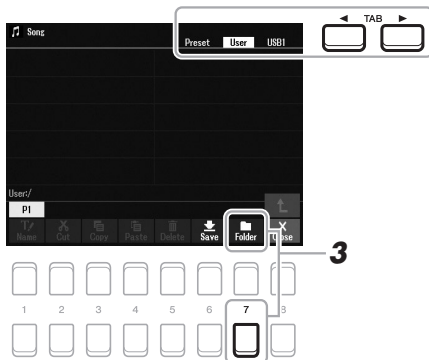 ◀ TAB ▶
Song
Preset User USB1
User:/
P1
Name Cut Copy Paste Delete Save Folder Close
3
1 2 3 4 5 6 7 8